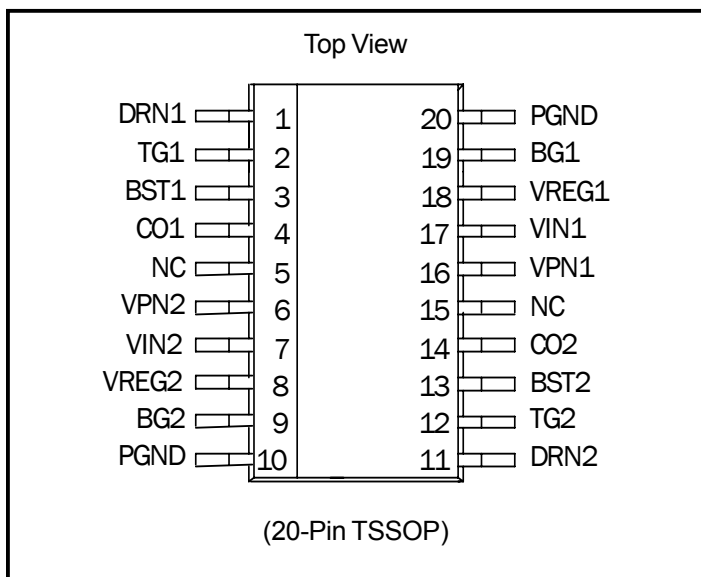 Top View
DRN1 1 20 PGND
TG1 2 19 BG1
BST1 3 18 VREG1
CO1 4 17 VIN1
NC 5 16 VPN1
VPN2 6 15 NC
VIN2 7 14 CO2
VREG2 8 13 BST2
BG2 9 12 TG2
PGND 10 11 DRN2
(20-Pin TSSOP)